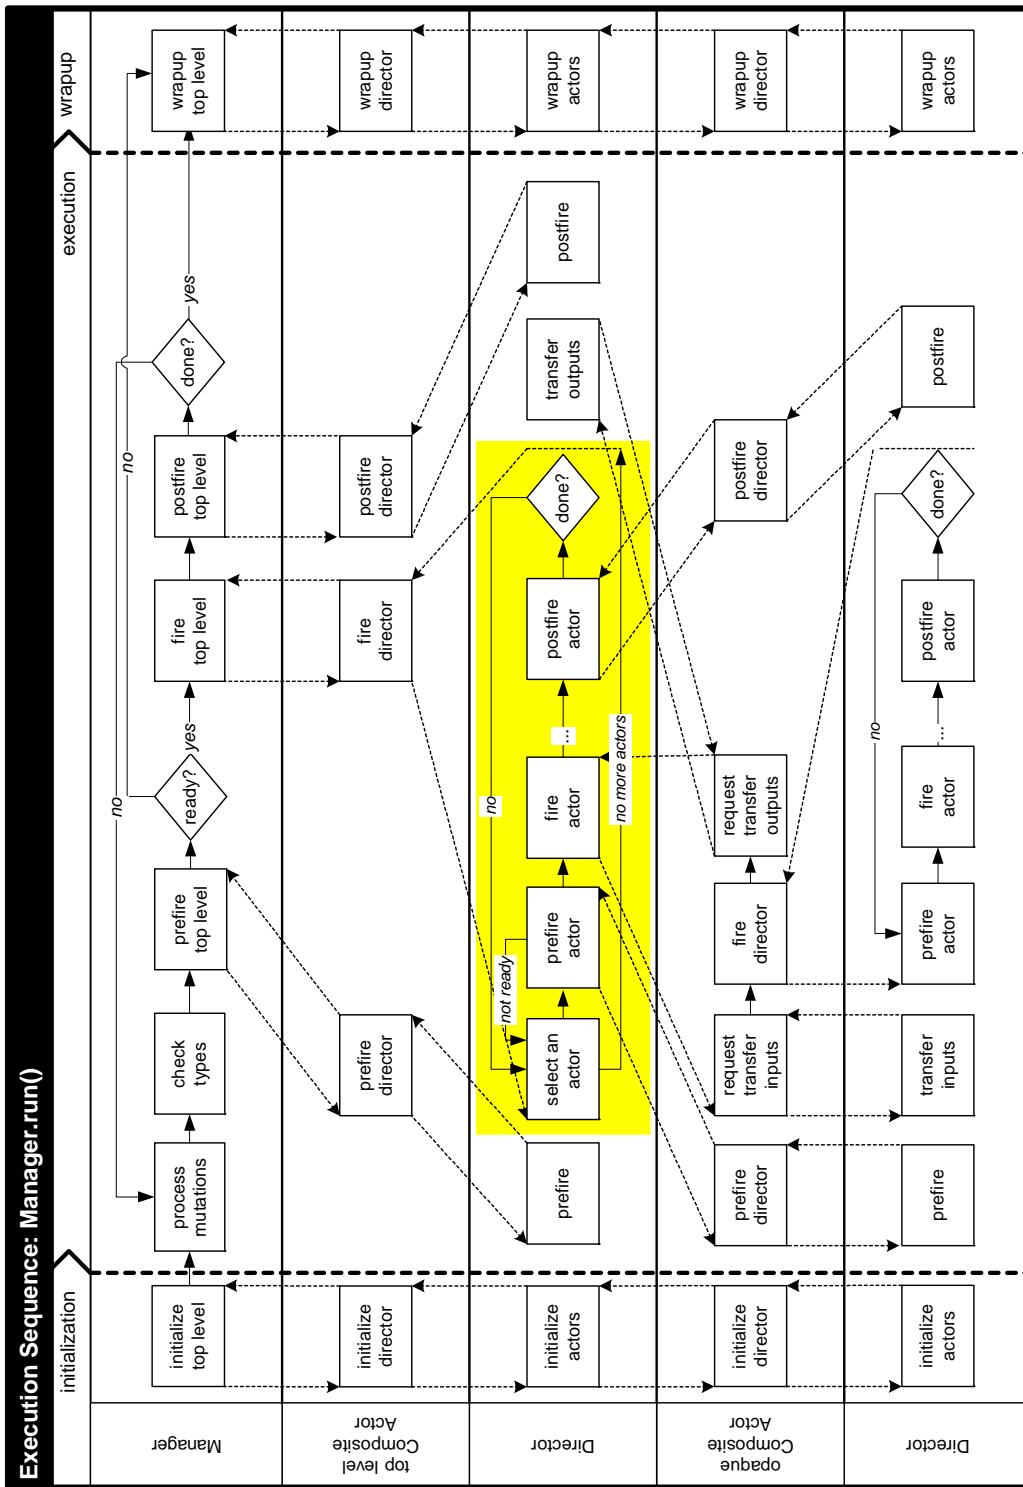 Execution Sequence: Manager.run()
initialization
execution
wrapup
Manager
initialize
top level
process
mutations
check
types
prefire
top level
ready?
yes
no
no
fire
top level
postfire
top level
done?
yes
wrapup
top level
top level
Composite
Actor
initialize
director
prefire
director
fire
director
postfire
director
wrapup
director
Director
initialize
actors
prefire
select an
actor
not ready
prefire
actor
fire
actor
...
no
no more actors
postfire
actor
done?
transfer
outputs
postfire
wrapup
actors
opaque
Composite
Actor
initialize
director
prefire
director
request
transfer
inputs
fire
director
request
transfer
outputs
postfire
director
wrapup
director
Director
initialize
actors
prefire
transfer
inputs
prefire
actor
fire
actor
...
no
postfire
actor
done?
postfire
wrapup
actors